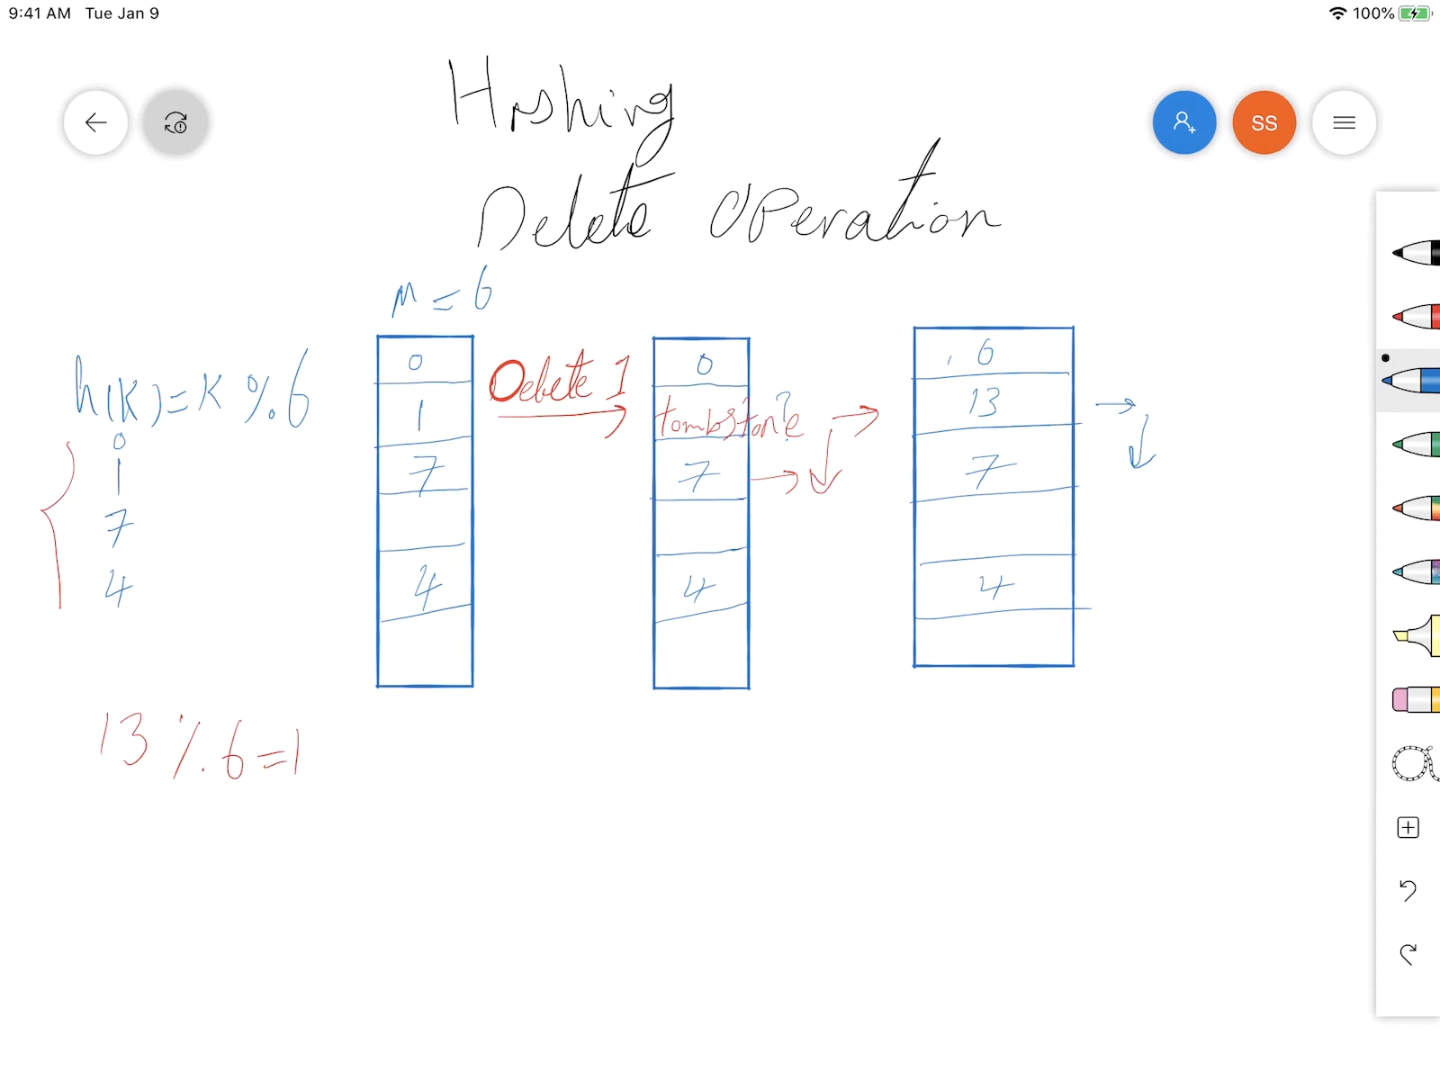 9:41 AM Tue Jan 9 100%
SS
Hashing
Delete Operation
M = 6
h(K) = K % 6
0
1
7
4
0
1
7
4
Delete 1
0
tombstone?
7
4
0
13
7
4
13 % 6 = 1